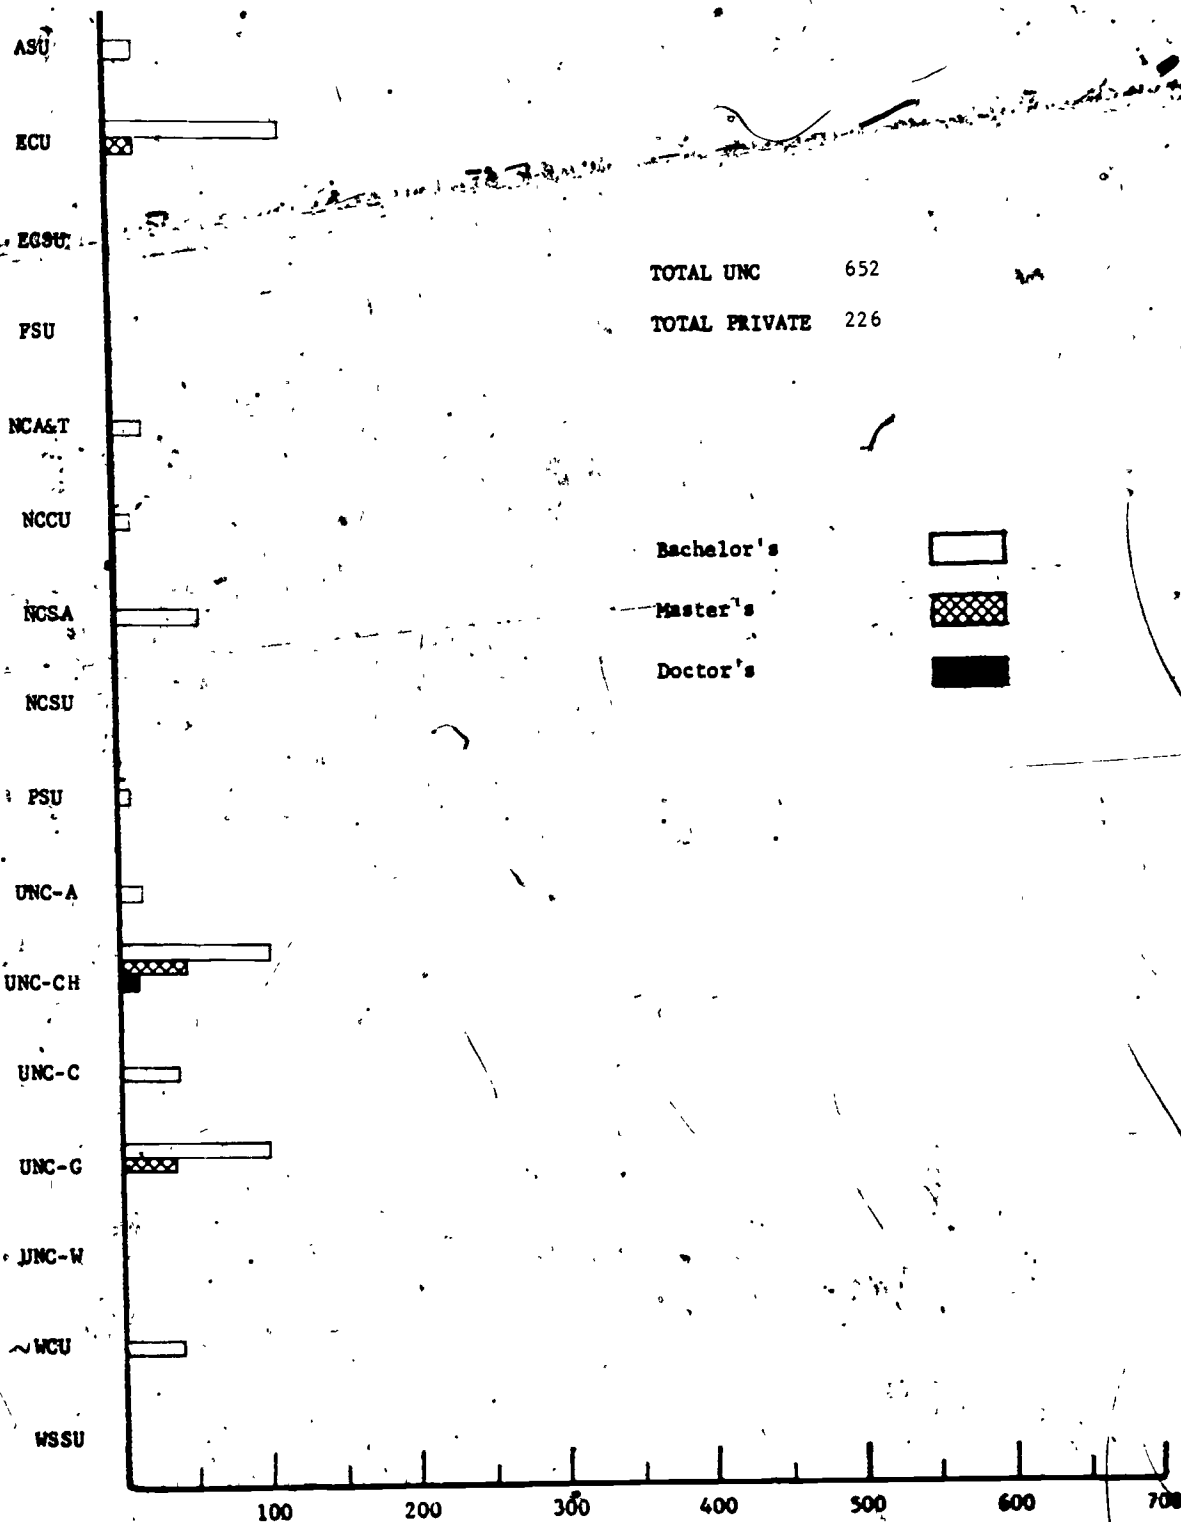 ASU
ECU
ECSU
FSU
TOTAL UNC 652
TOTAL PRIVATE 226
NCA&T
NCCU
Bachelor's
Master's
Doctor's
NCSA
NCSU
PSU
UNC-A
UNC-CH
UNC-C
UNC-G
UNC-W
WCU
WSSU
100 200 300 400 500 600 700